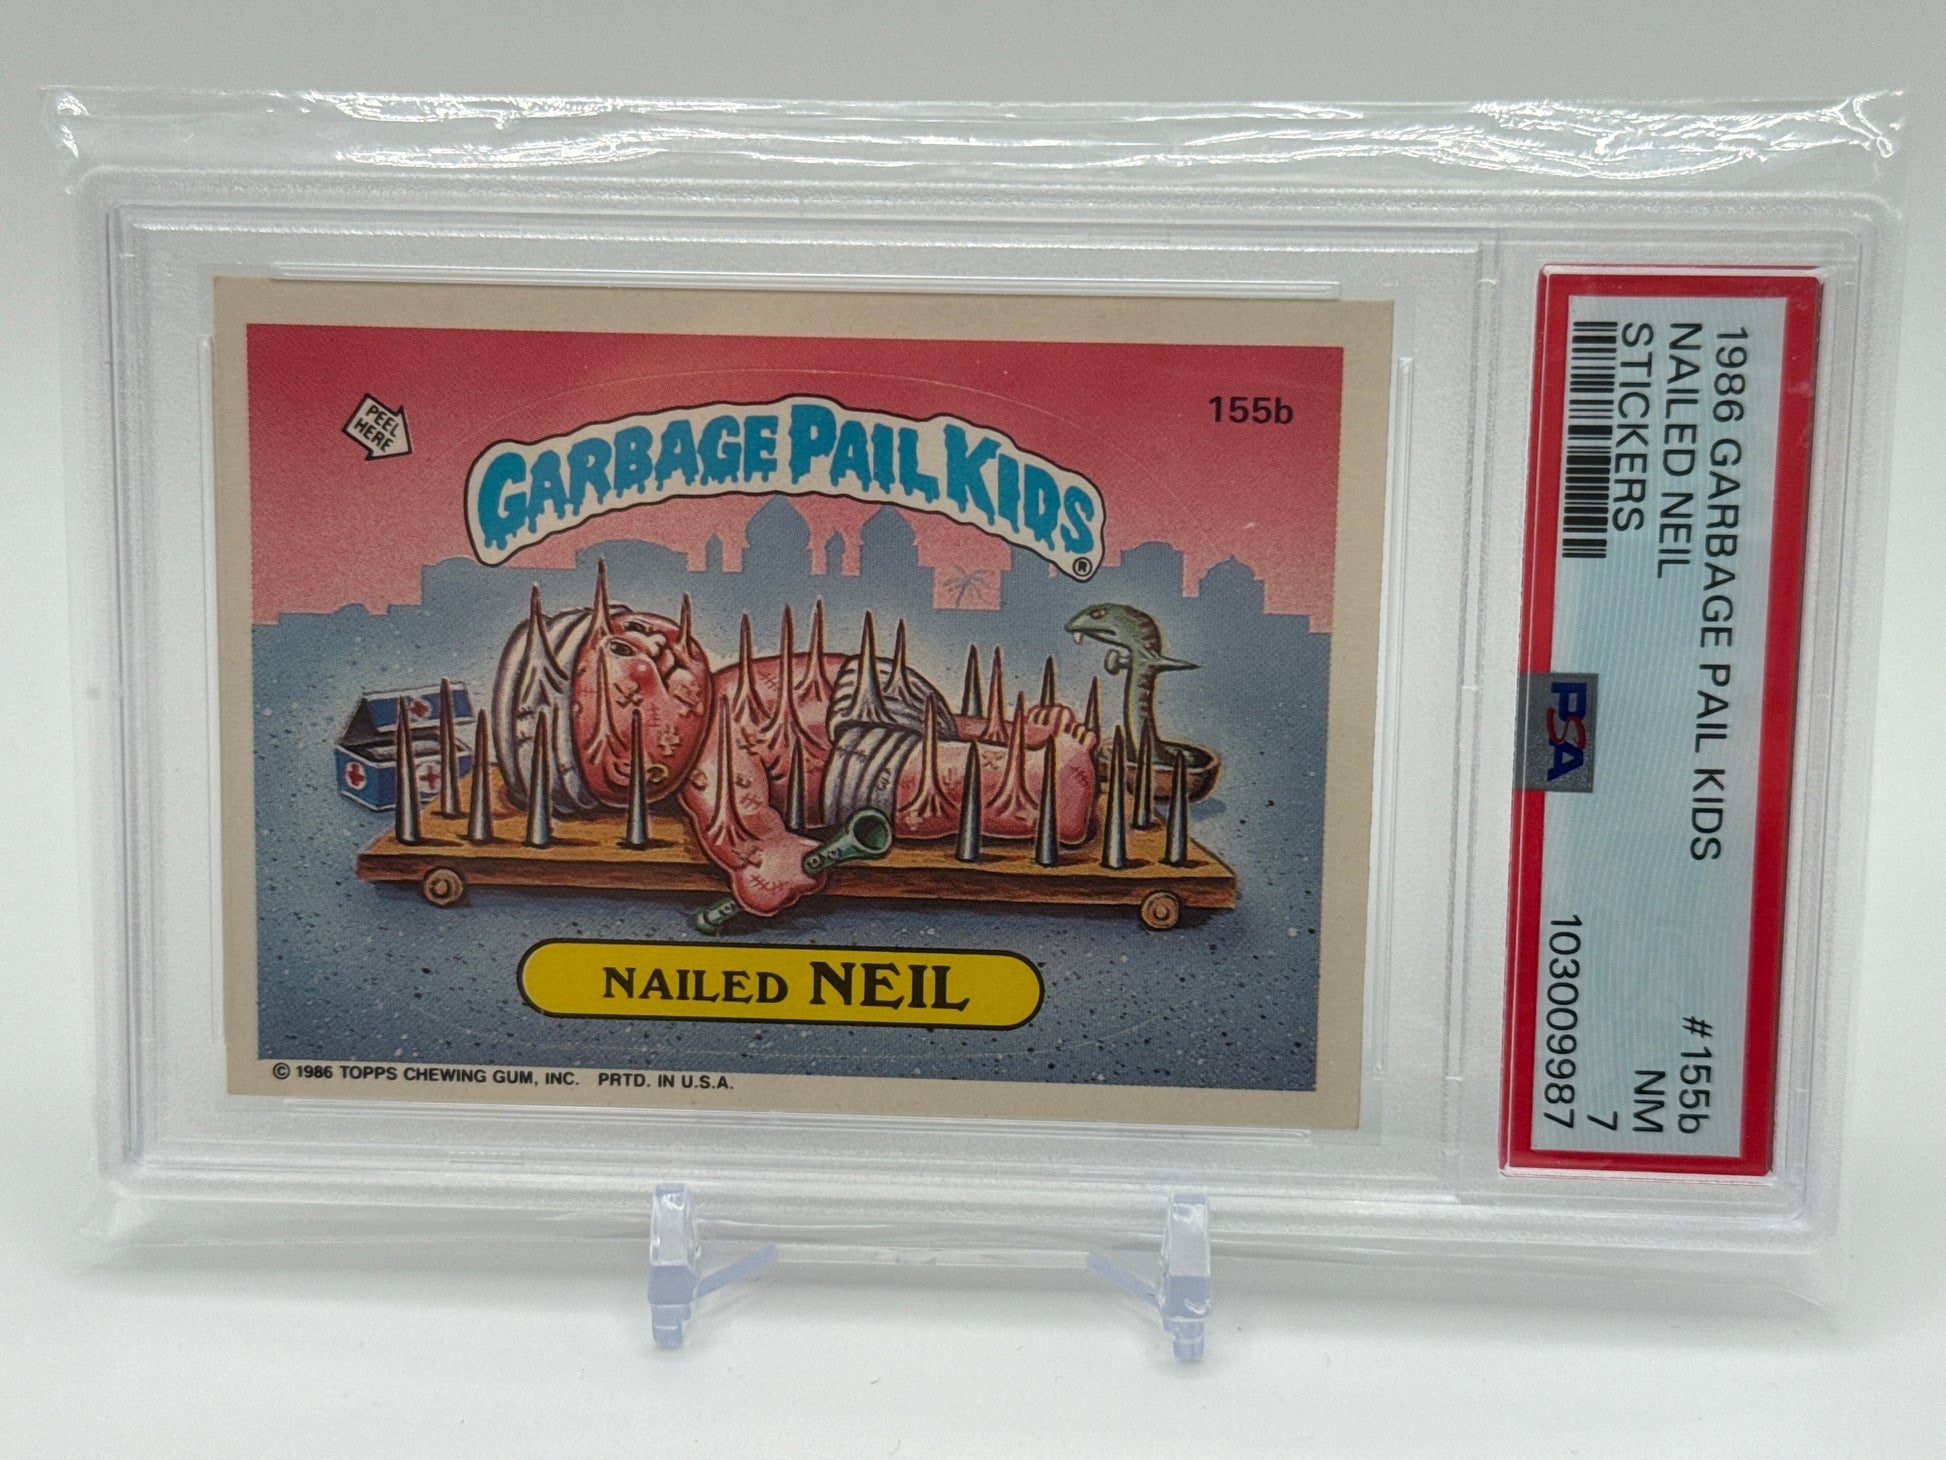 PEEL
HERE
155b
GARBAGE PAIL KIDS®
NAILED NEIL
© 1986 TOPPS CHEWING GUM, INC. PRTD. IN U.S.A.
1986 GARBAGE PAIL KIDS #155b
NAILED NEIL NM
STICKERS 7
103009987
PSA